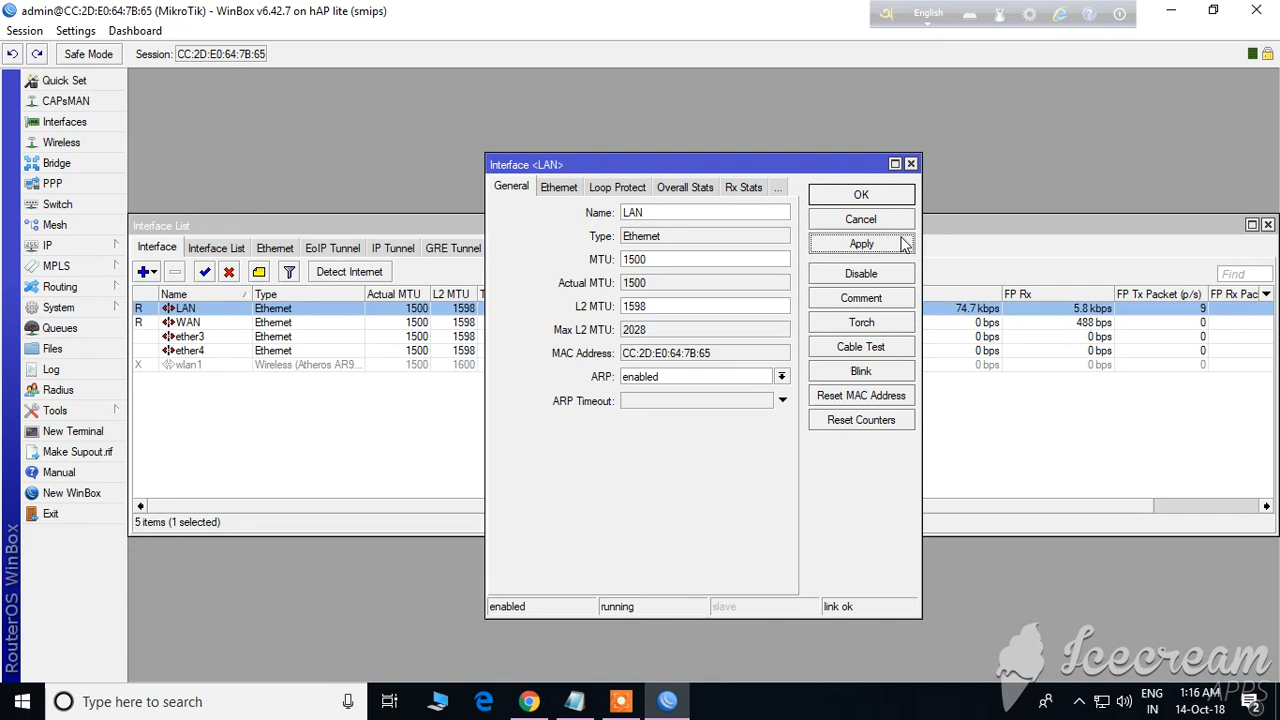 admin@CC:2D:E0:64:7B:65 (MikroTik) - WinBox v6.42.7 on hAP lite (smips)
English
Session Settings Dashboard
Safe Mode Session: CC:2D:E0:64:7B:65
Quick Set
CAPsMAN
Interfaces
Wireless
Bridge
PPP
Switch
Mesh
IP
MPLS
Routing
System
Queues
Files
Log
Radius
Tools
New Terminal
Make Supout.rif
Manual
New WinBox
Exit
RouterOS WinBox
Interface List
Interface Interface List Ethernet EoIP Tunnel IP Tunnel GRE Tunnel
Detect Internet Find
Name Type Actual MTU L2 MTU T FP Rx FP Tx Packet (p/s) FP Rx Pac
R LAN Ethernet 1500 1598 74.7 kbps 5.8 kbps 9
R WAN Ethernet 1500 1598 0 bps 488 bps 0
ether3 Ethernet 1500 1598 0 bps 0 bps 0
ether4 Ethernet 1500 1598 0 bps 0 bps 0
X wlan1 Wireless (Atheros AR9... 1500 1600 0 bps 0 bps 0
5 items (1 selected)
Interface <LAN>
General Ethernet Loop Protect Overall Stats Rx Stats ...
Name: LAN
Type: Ethernet
MTU: 1500
Actual MTU: 1500
L2 MTU: 1598
Max L2 MTU: 2028
MAC Address: CC:2D:E0:64:7B:65
ARP: enabled
ARP Timeout:
OK
Cancel
Apply
Disable
Comment
Torch
Cable Test
Blink
Reset MAC Address
Reset Counters
enabled running slave link ok
Icecream
APPS
Type here to search
ENG
IN
1:16 AM
14-Oct-18
2